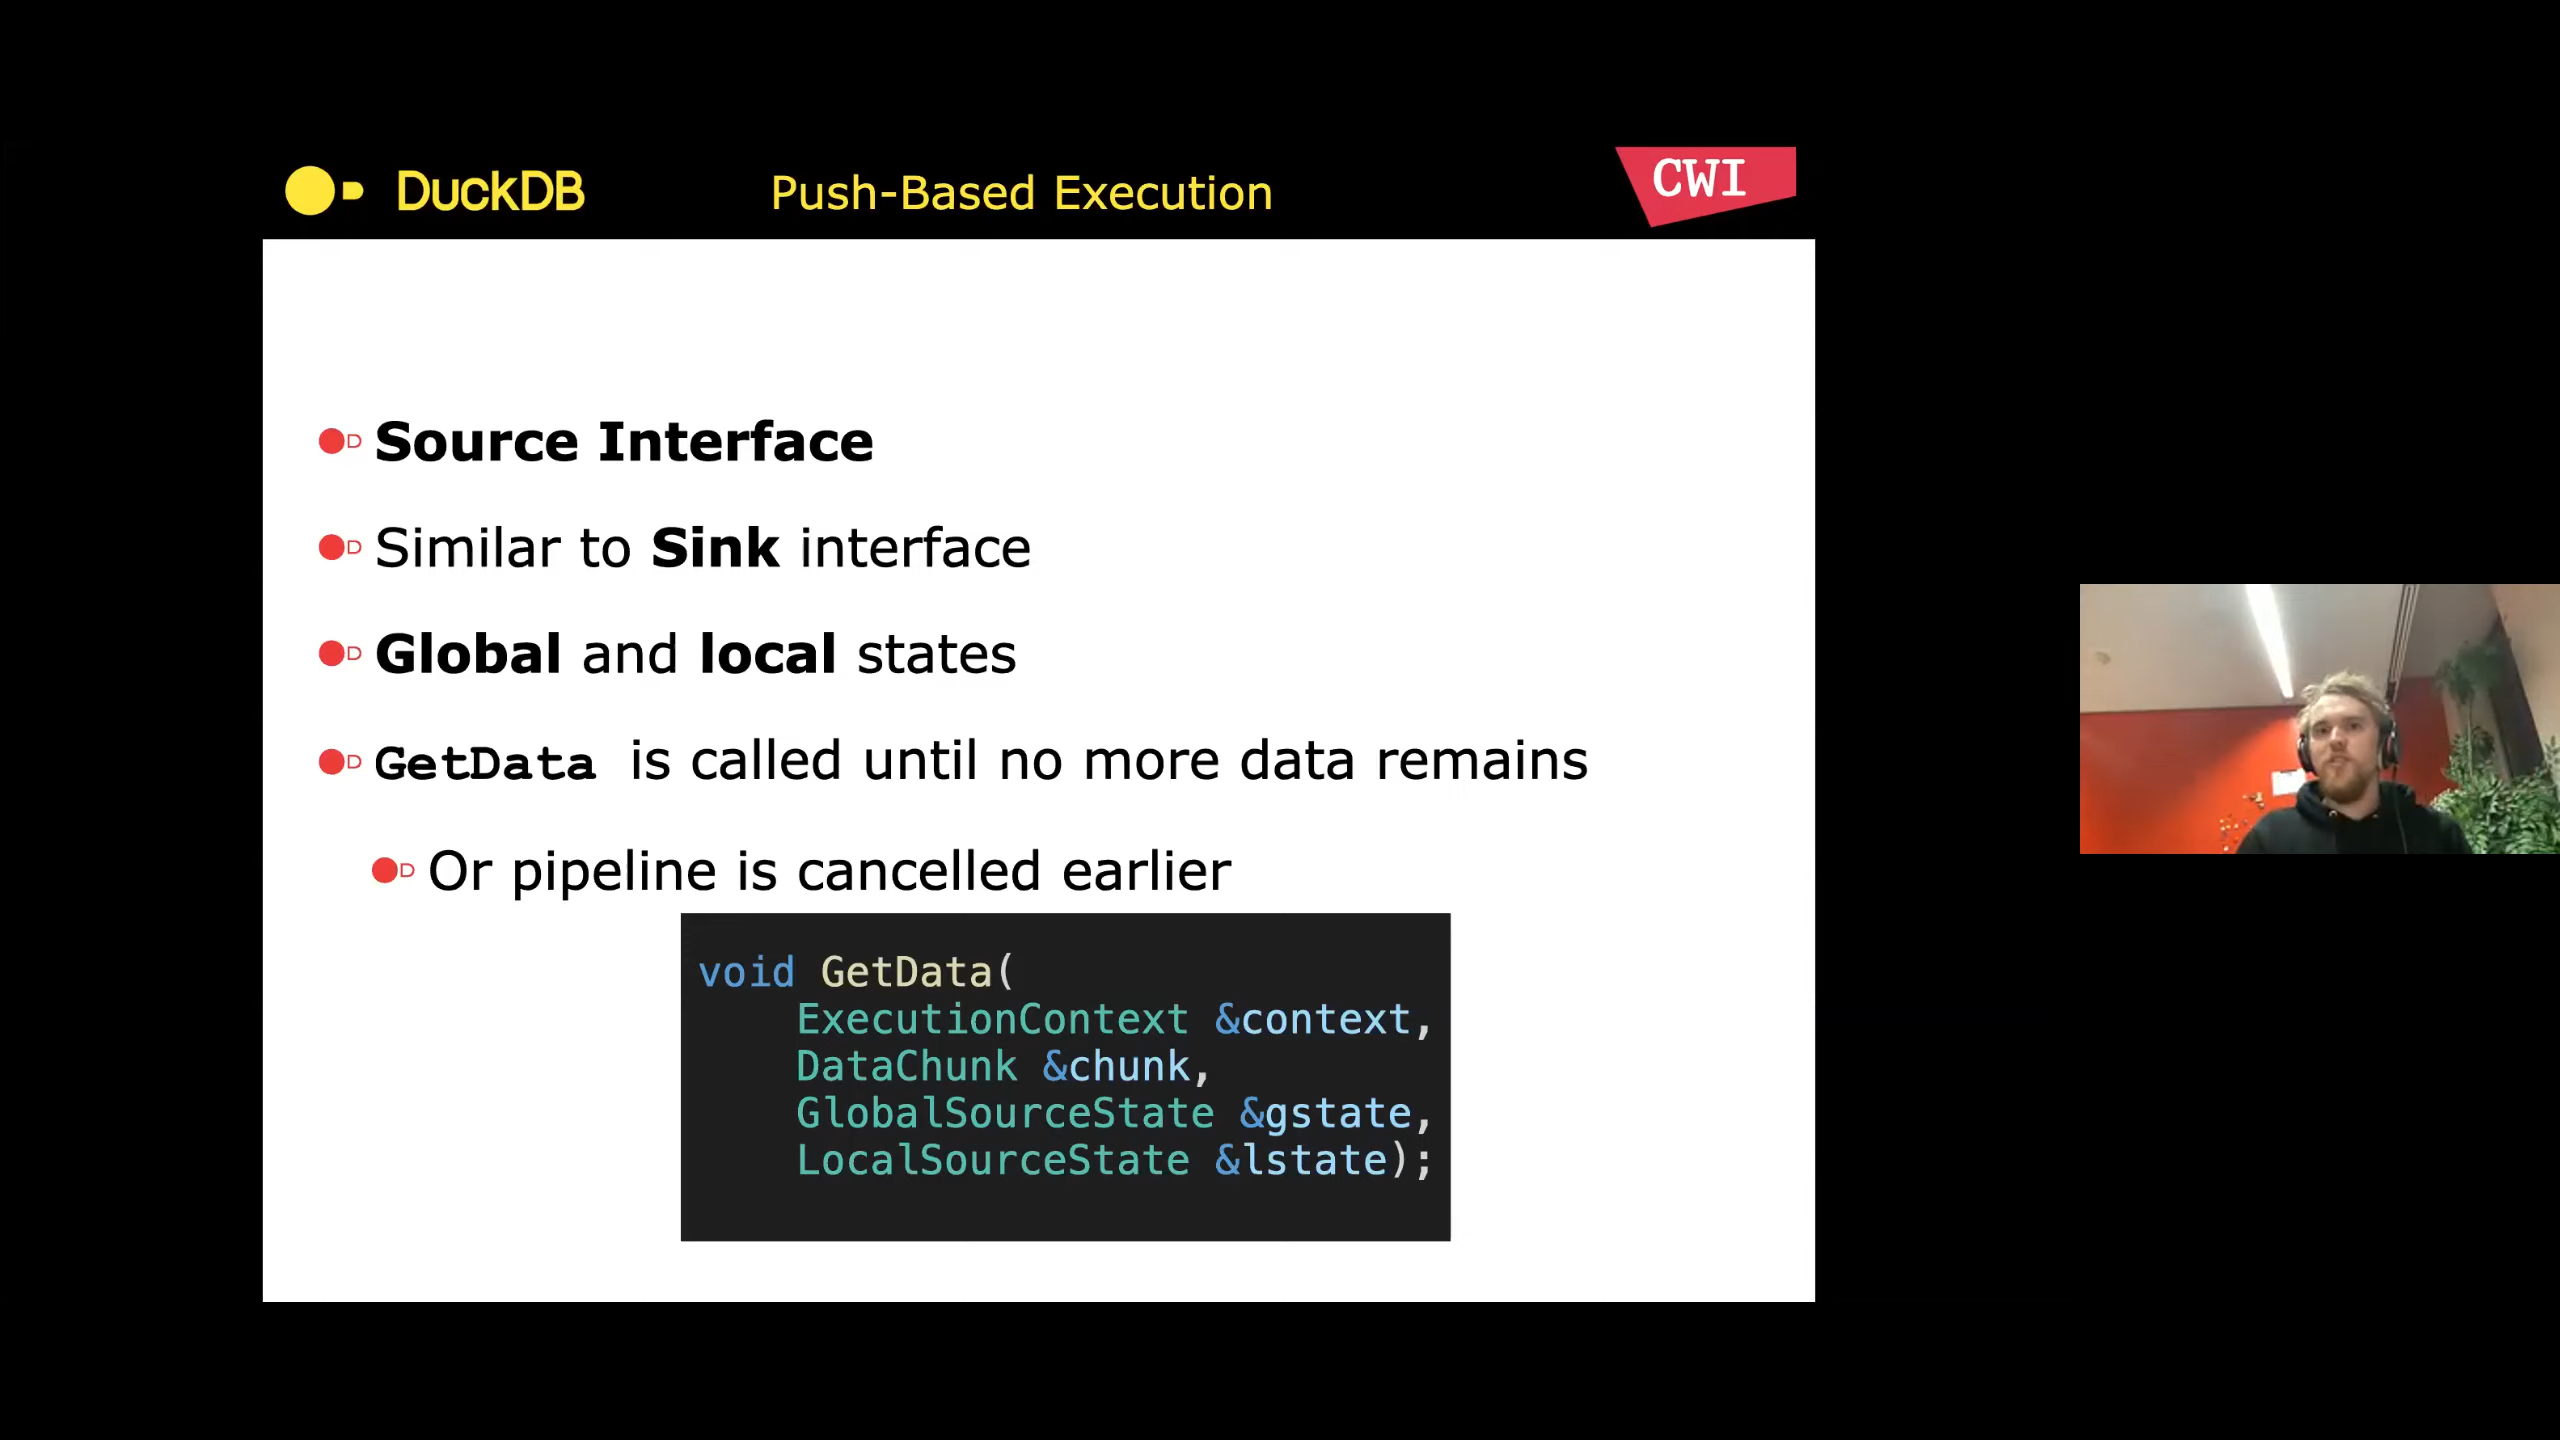 DuckDB
Push-Based Execution
CWI
Source Interface
Similar to Sink interface
Global and local states
GetData is called until no more data remains
Or pipeline is cancelled earlier
void GetData(
ExecutionContext &context,
DataChunk &chunk,
GlobalSourceState &gstate,
LocalSourceState &lstate);